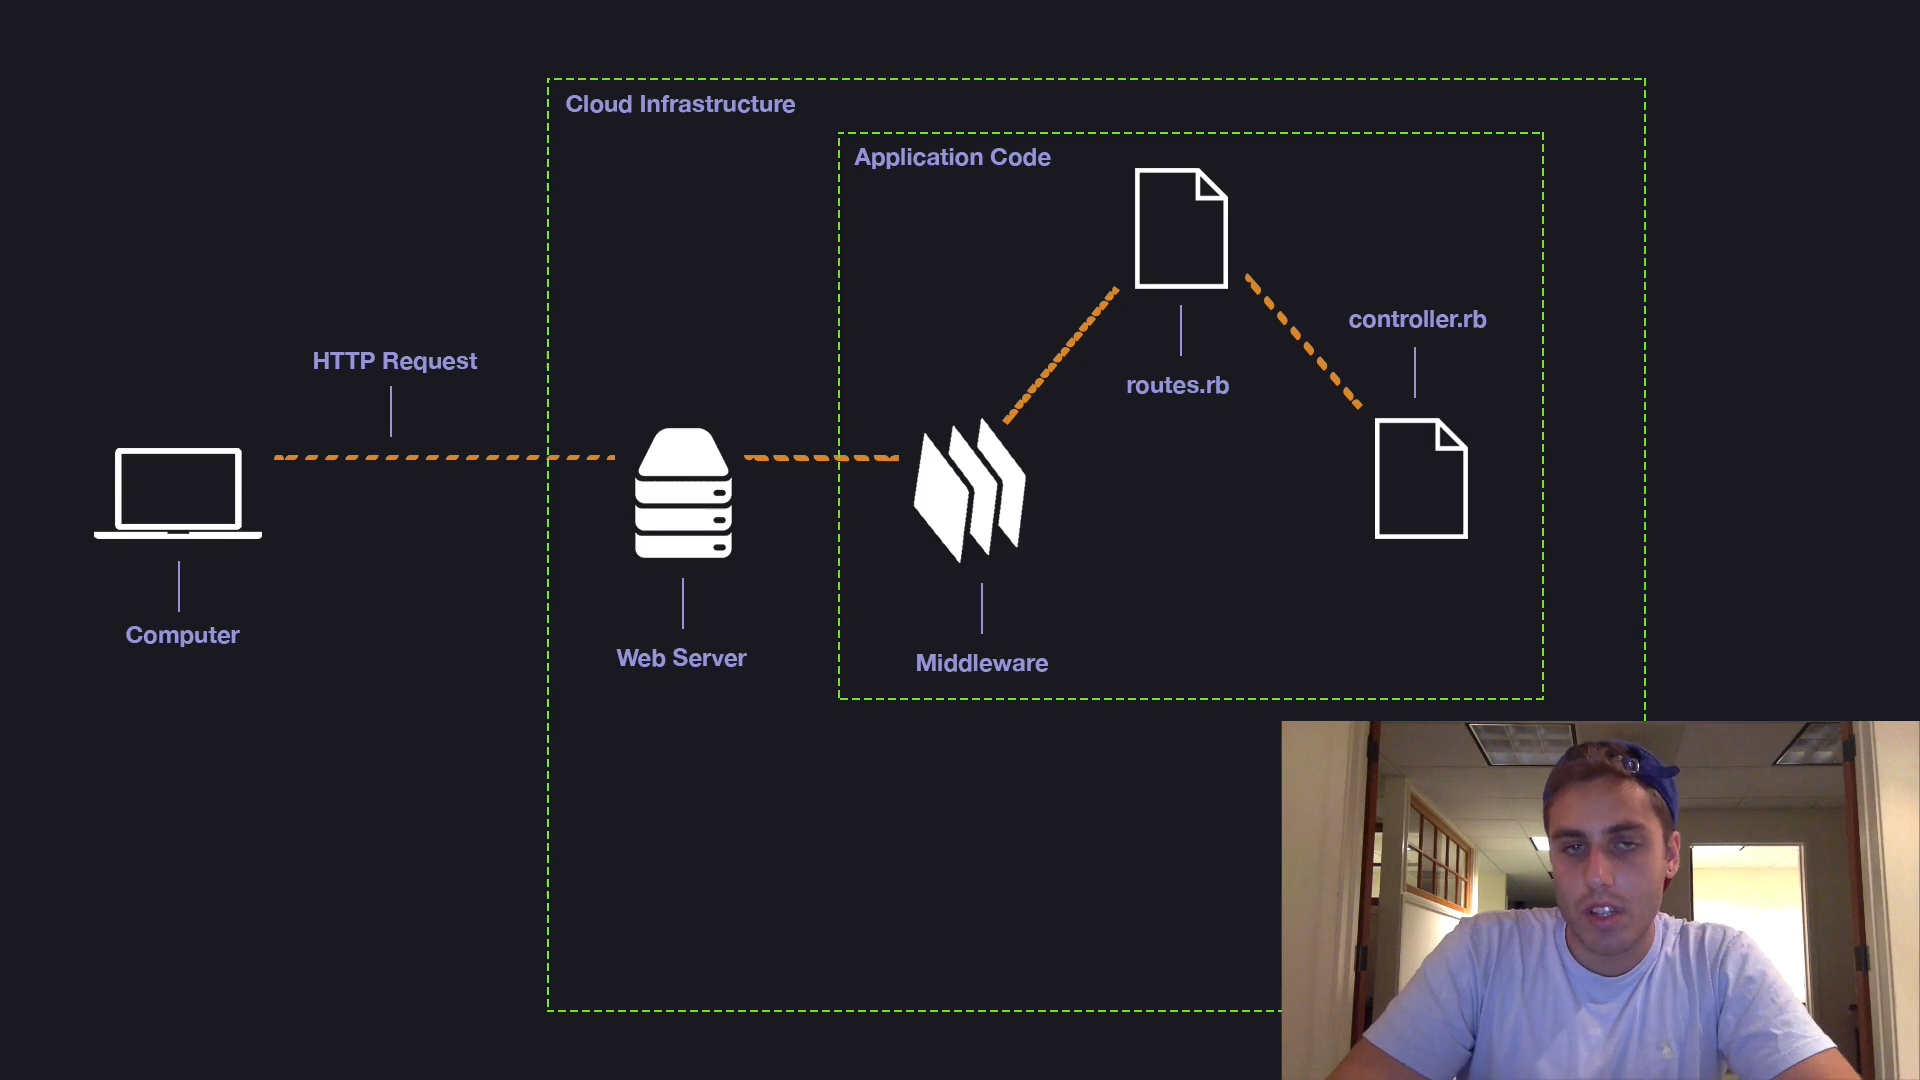 Cloud Infrastructure
Application Code
HTTP Request
controller.rb
routes.rb
Computer
Web Server
Middleware